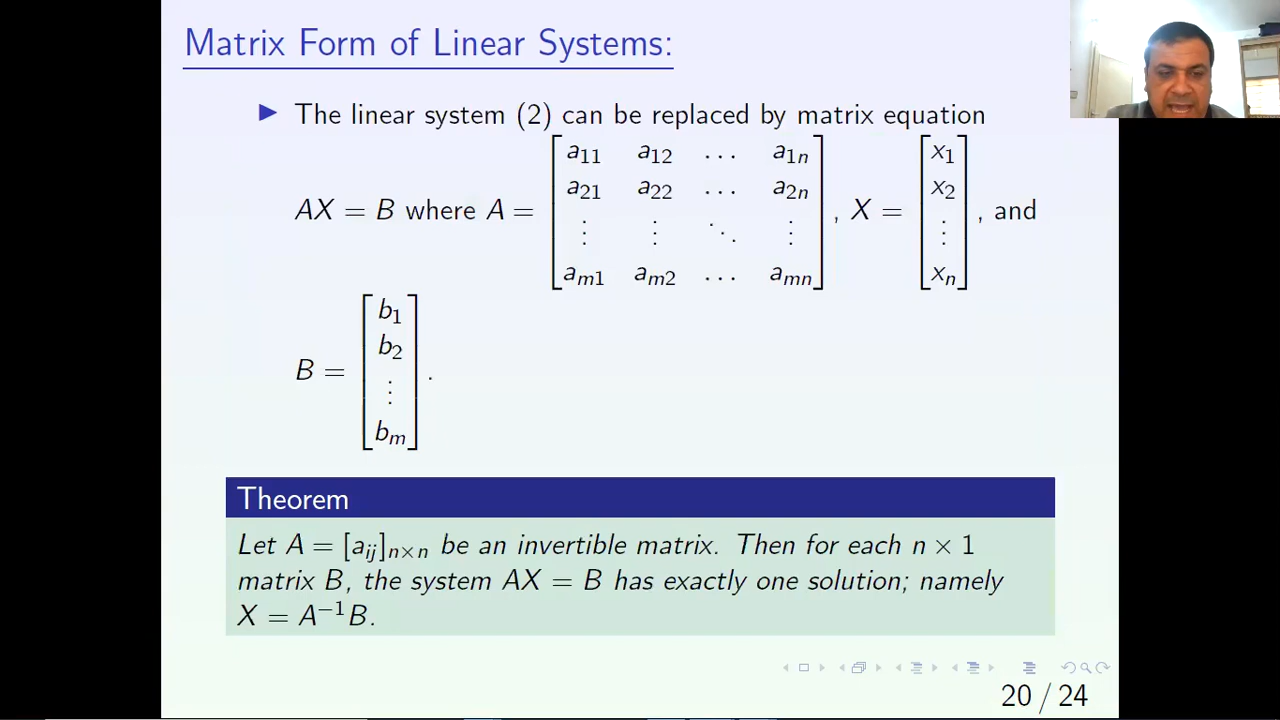 Matrix Form of Linear Systems:
▶ The linear system (2) can be replaced by matrix equation
AX = B where A = [a₁₁ a₁₂ … a₁ₙ; a₂₁ a₂₂ … a₂ₙ; ⋮ ⋮ ⋱ ⋮; aₘ₁ aₘ₂ … aₘₙ], X = [x₁; x₂; ⋮; xₙ], and
B = [b₁; b₂; ⋮; bₘ].
Theorem
Let A = [aᵢⱼ]ₙ×ₙ be an invertible matrix. Then for each n × 1
matrix B, the system AX = B has exactly one solution; namely
X = A⁻¹B.
20 / 24